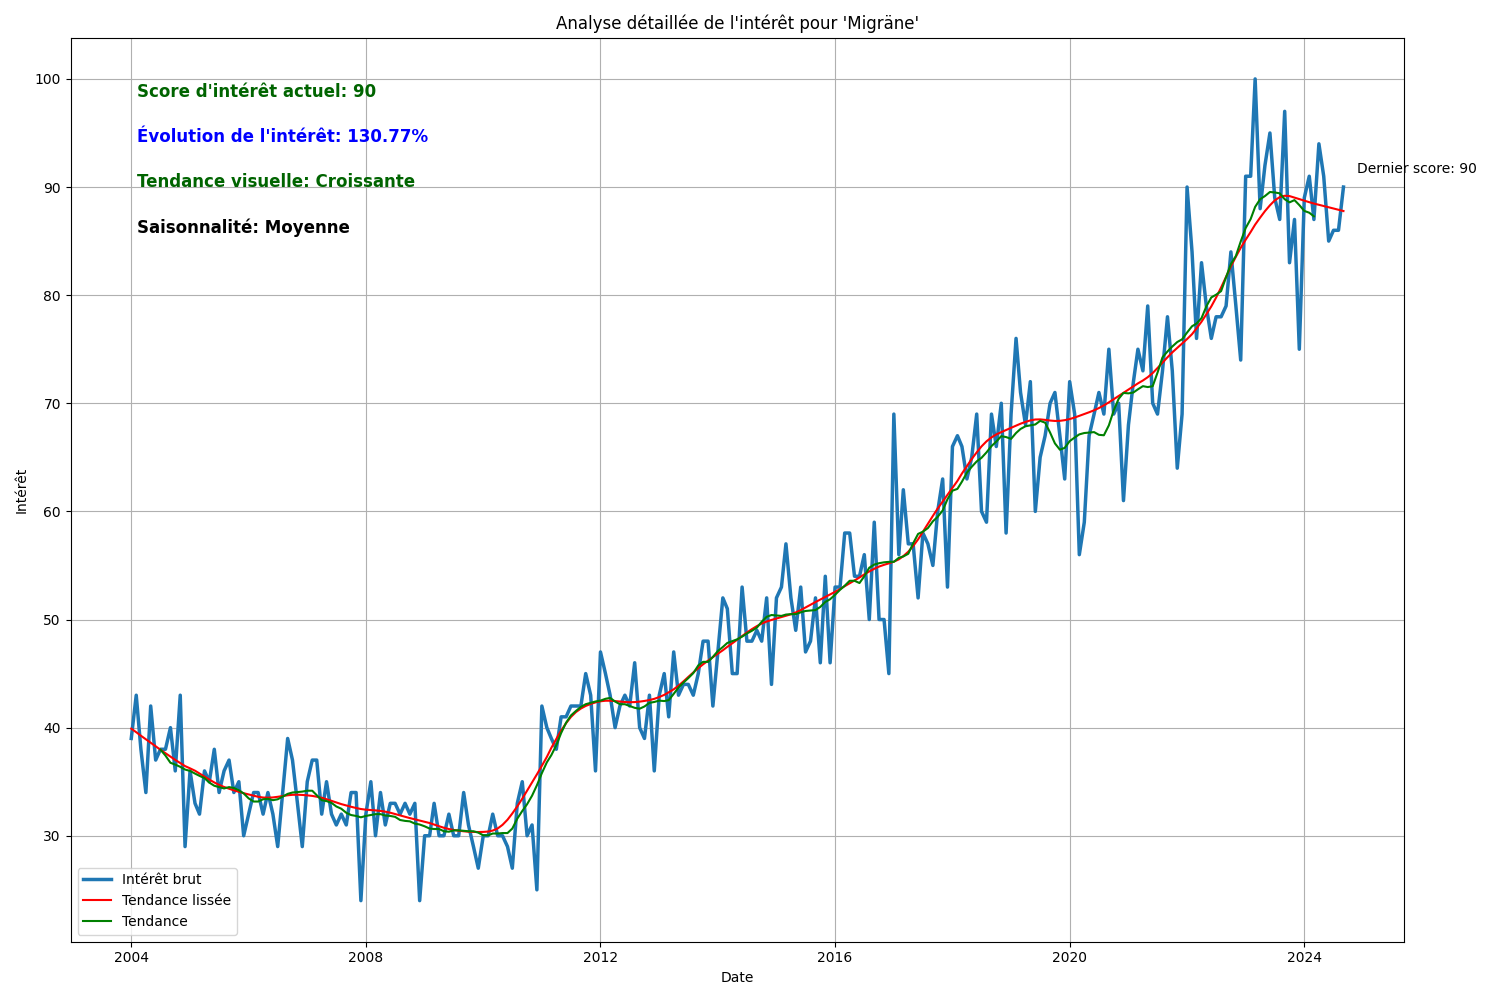 Analyse détaillée de l'intérêt pour 'Migräne'
100
90
80
70
60
50
40
30
Intérêt
Score d'intérêt actuel: 90
Évolution de l'intérêt: 130.77%
Tendance visuelle: Croissante
Saisonnalité: Moyenne
Dernier score: 90
Intérêt brut
Tendance lissée
Tendance
2004 2008 2012 2016 2020 2024
Date